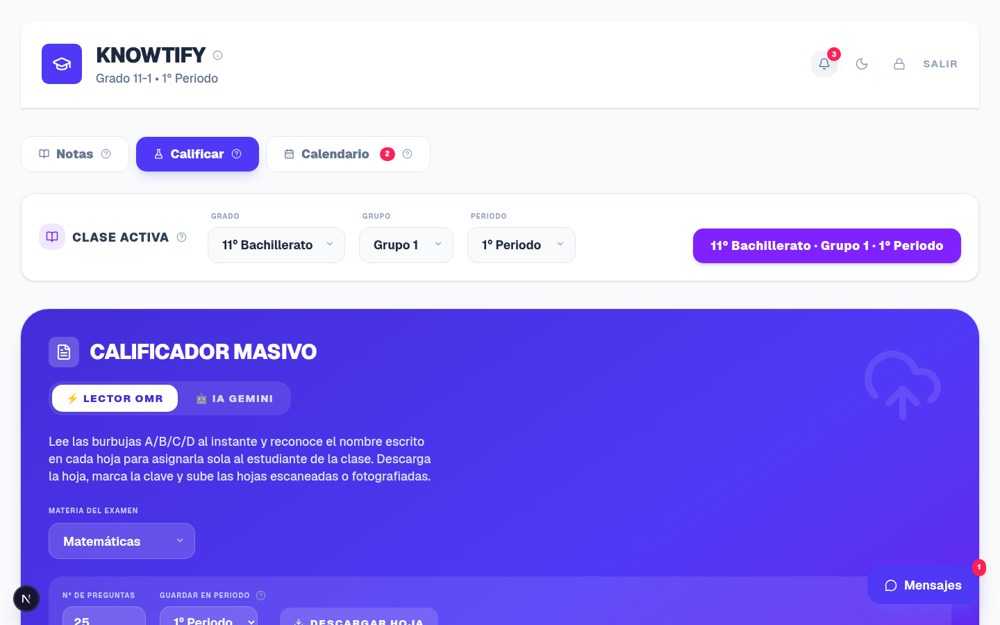 KNOWTIFY
Grado 11-1 • 1° Periodo
3
SALIR
Notas
Calificar
Calendario 2
CLASE ACTIVA
GRADO
11° Bachillerato
GRUPO
Grupo 1
PERIODO
1° Periodo
11° Bachillerato · Grupo 1 · 1° Periodo
CALIFICADOR MASIVO
⚡ LECTOR OMR
🤖 IA GEMINI
Lee las burbujas A/B/C/D al instante y reconoce el nombre escrito
en cada hoja para asignarla sola al estudiante de la clase. Descarga
la hoja, marca la clave y sube las hojas escaneadas o fotografiadas.
MATERIA DEL EXAMEN
Matemáticas
N° DE PREGUNTAS
25
GUARDAR EN PERIODO
1° Periodo
DESCARGAR HOJA
1
Mensajes
N